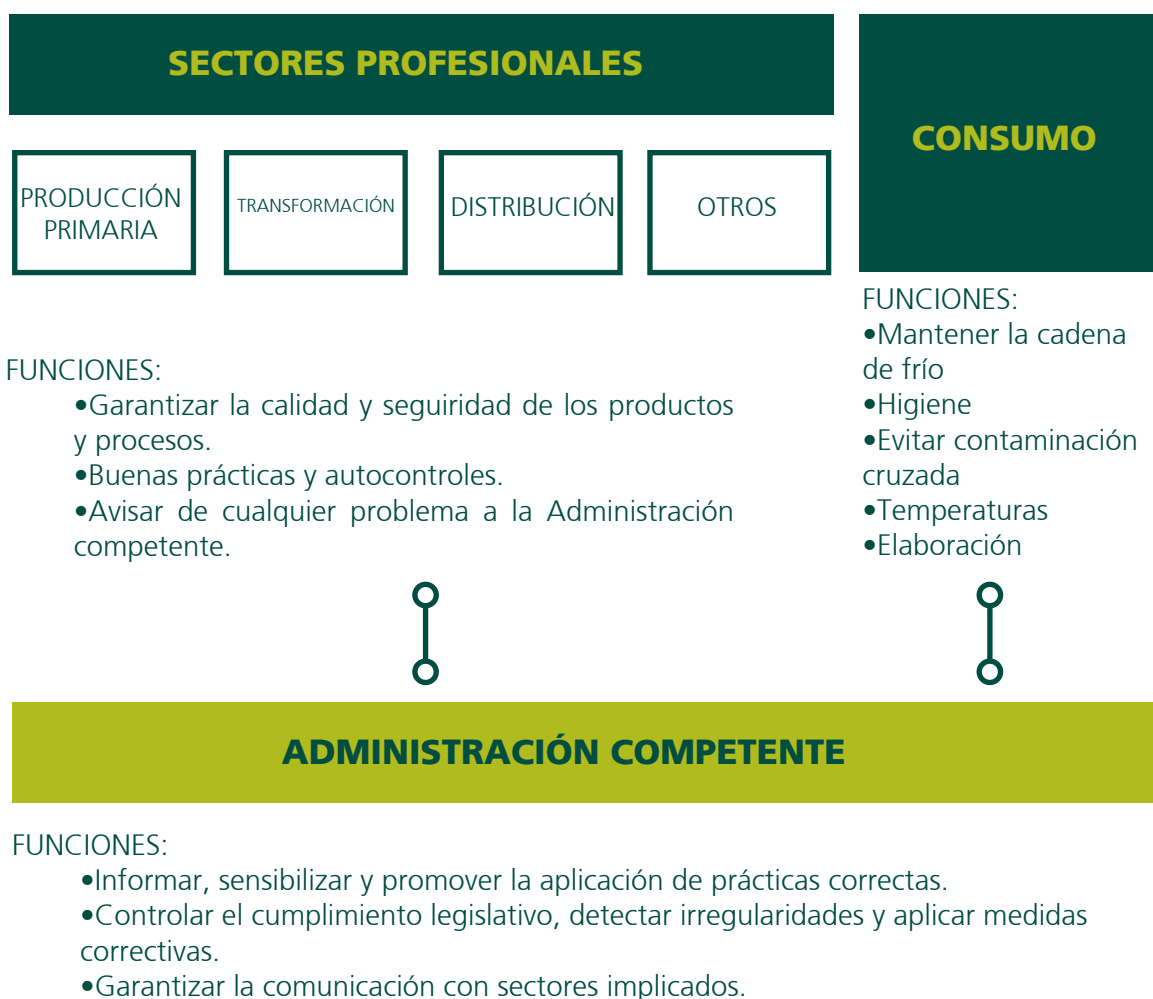 SECTORES PROFESIONALES
CONSUMO
PRODUCCIÓN
PRIMARIA
TRANSFORMACIÓN
DISTRIBUCIÓN
OTROS
FUNCIONES:
•Garantizar la calidad y seguiridad de los productos
y procesos.
•Buenas prácticas y autocontroles.
•Avisar de cualquier problema a la Administración
competente.
FUNCIONES:
•Mantener la cadena
de frío
•Higiene
•Evitar contaminación
cruzada
•Temperaturas
•Elaboración
ADMINISTRACIÓN COMPETENTE
FUNCIONES:
•Informar, sensibilizar y promover la aplicación de prácticas correctas.
•Controlar el cumplimiento legislativo, detectar irregularidades y aplicar medidas
correctivas.
•Garantizar la comunicación con sectores implicados.